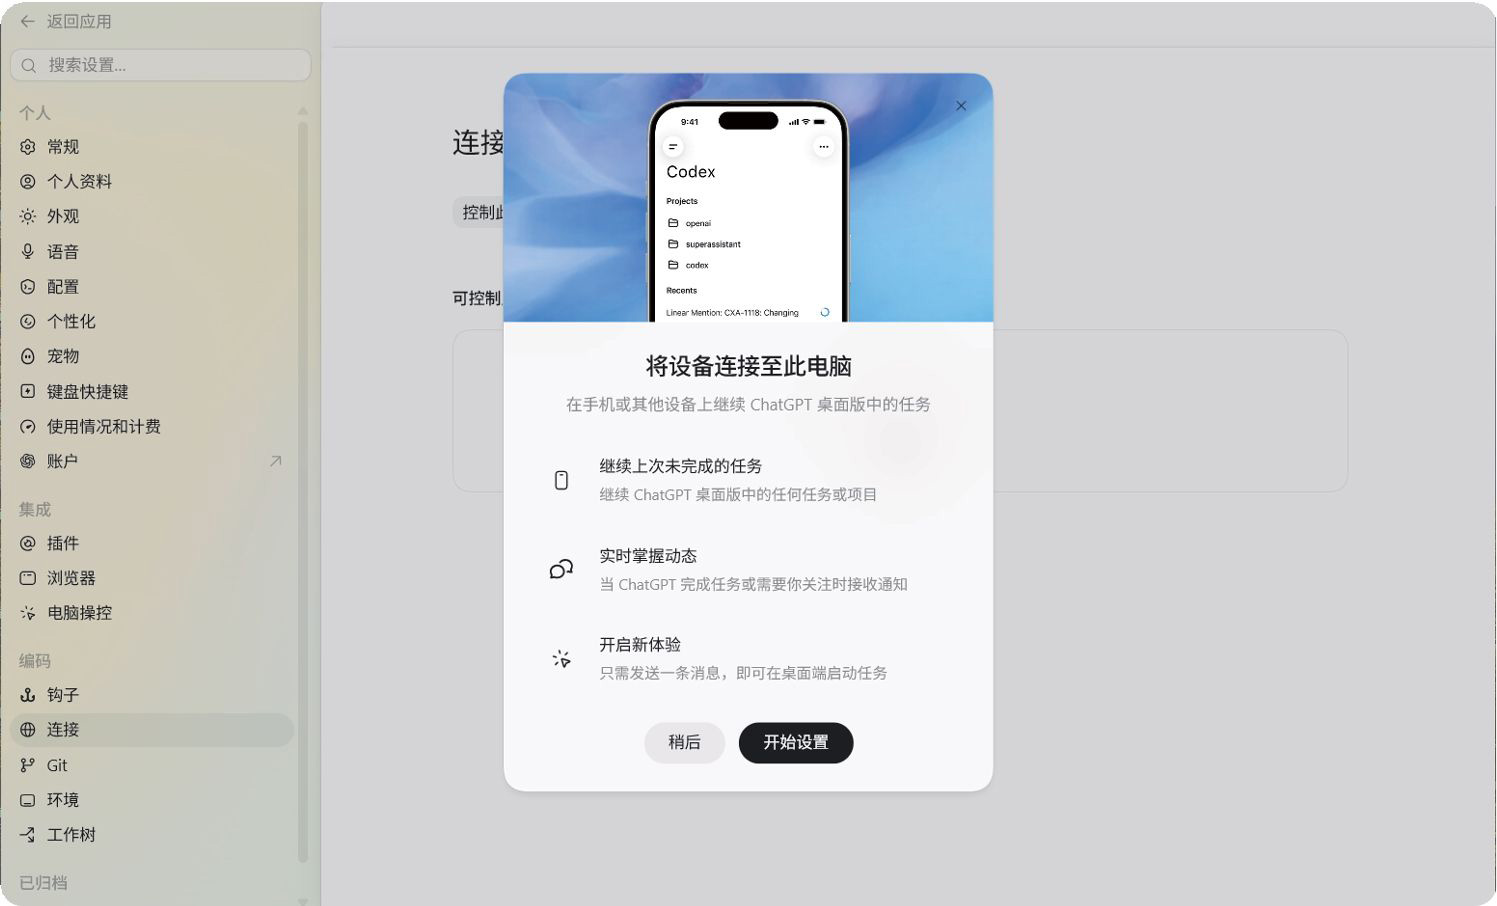 返回应用
搜索设置...
个人
常规
个人资料
外观
语音
配置
个性化
宠物
键盘快捷键
使用情况和计费
账户
集成
插件
浏览器
电脑操控
编码
钩子
连接
Git
环境
工作树
已归档
连接
控制此
可控制
9:41
Codex
Projects
openai
superassistant
codex
Recents
Linear Mention: CXA-1118: Changing
将设备连接至此电脑
在手机或其他设备上继续 ChatGPT 桌面版中的任务
继续上次未完成的任务
继续 ChatGPT 桌面版中的任何任务或项目
实时掌握动态
当 ChatGPT 完成任务或需要你关注时接收通知
开启新体验
只需发送一条消息，即可在桌面端启动任务
稍后
开始设置